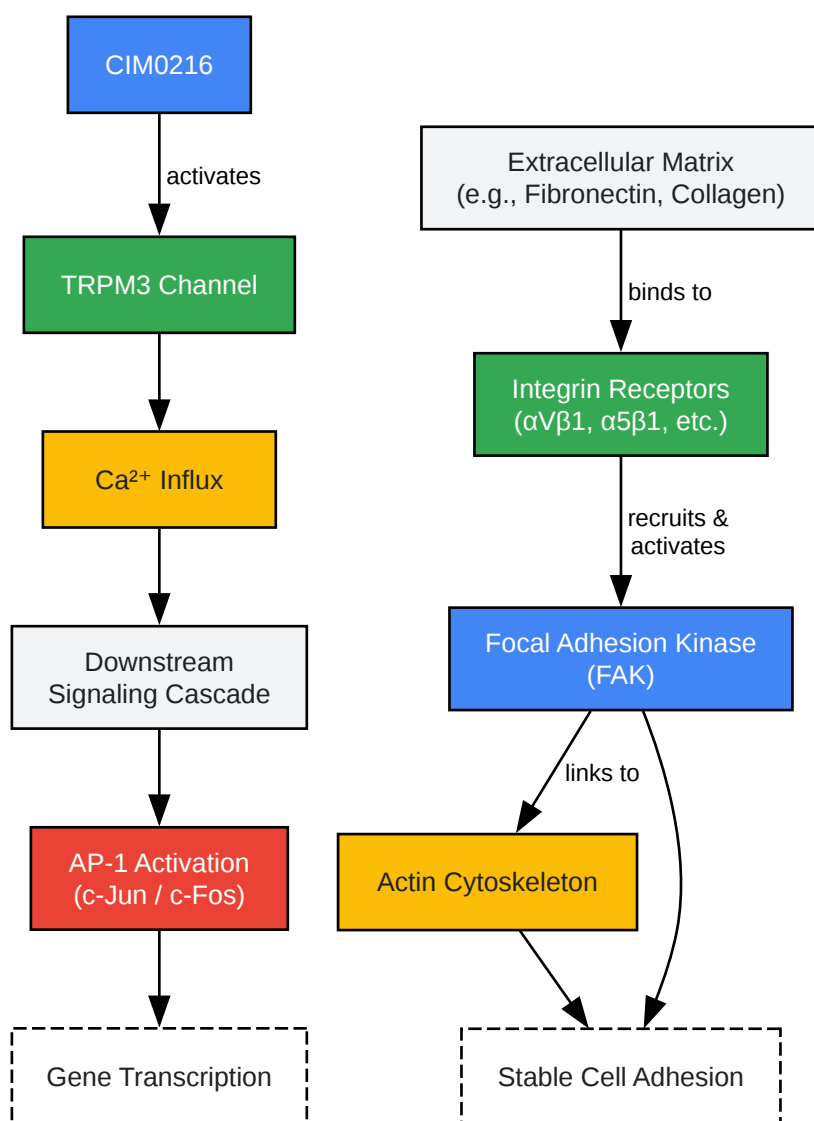 CIM0216
activates
TRPM3 Channel
Ca²⁺ Influx
Downstream
Signaling Cascade
AP-1 Activation
(c-Jun / c-Fos)
Gene Transcription
Extracellular Matrix
(e.g., Fibronectin, Collagen)
binds to
Integrin Receptors
(αVβ1, α5β1, etc.)
recruits &
activates
Focal Adhesion Kinase
(FAK)
links to
Actin Cytoskeleton
Stable Cell Adhesion